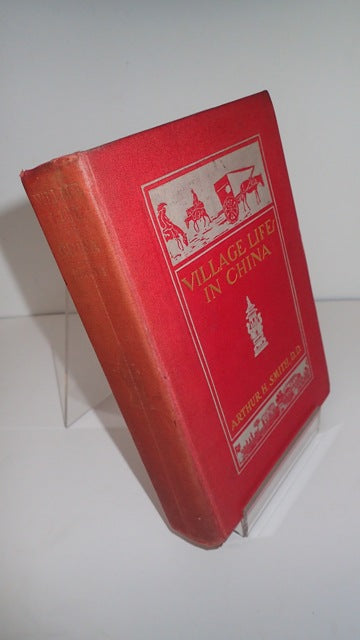 VILLAGE LIFE
IN CHINA
ARTHUR H. SMITH, D.D.